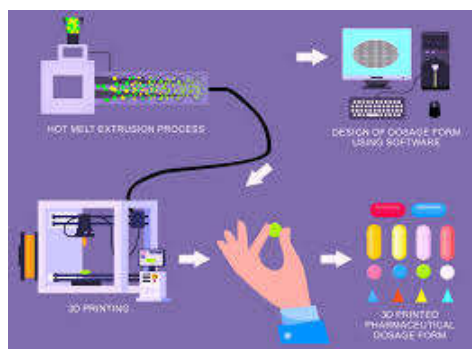 HOT MELT EXTRUSION PROCESS
DESIGN OF DOSAGE FORM
USING SOFTWARE
3D PRINTING
3D PRINTED
PHARMACEUTICAL
DOSAGE FORM